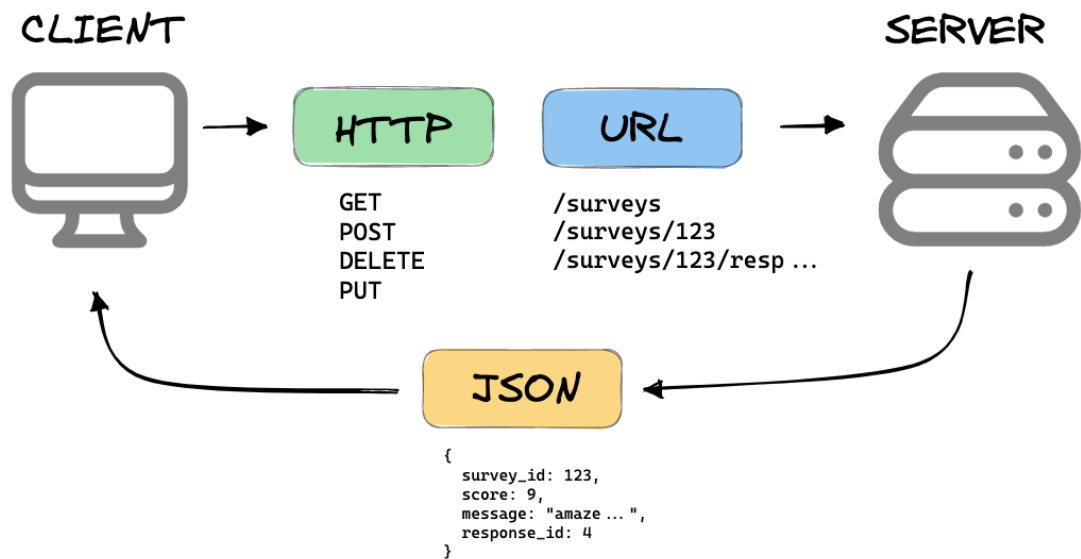 CLIENT
SERVER
HTTP
URL
GET
POST
DELETE
PUT
/surveys
/surveys/123
/surveys/123/resp...
JSON
{
survey_id: 123,
score: 9,
message: "amaze...",
response_id: 4
}